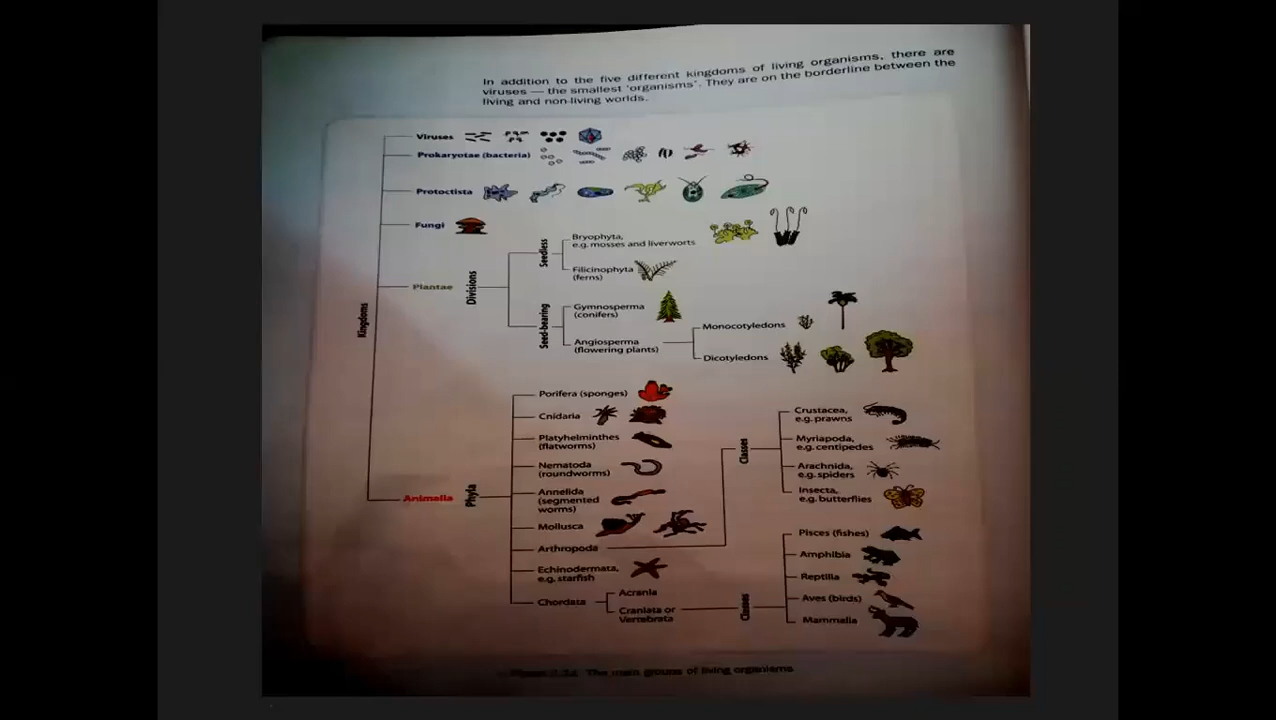 In addition to the five different kingdoms of living organisms, there are
viruses — the smallest 'organisms'. They are on the borderline between the
living and non-living worlds.
Viruses
Prokaryotae (bacteria)
Protoctista
Fungi
Kingdoms
Plantae
Divisions
Seedless
Bryophyta,
e.g. mosses and liverworts
Filicinophyta
(ferns)
Seed-bearing
Gymnosperma
(conifers)
Angiosperma
(flowering plants)
Monocotyledons
Dicotyledons
Animalia
Phyla
Porifera (sponges)
Cnidaria
Platyhelminthes
(flatworms)
Nematoda
(roundworms)
Annelida
(segmented
worms)
Mollusca
Arthropoda
Echinodermata,
e.g. starfish
Chordata
Acrania
Craniata or
Vertebrata
Classes
Crustacea,
e.g. prawns
Myriapoda,
e.g. centipedes
Arachnida,
e.g. spiders
Insecta,
e.g. butterflies
Classes
Pisces (fishes)
Amphibia
Reptilia
Aves (birds)
Mammalia
The main groups of living organisms